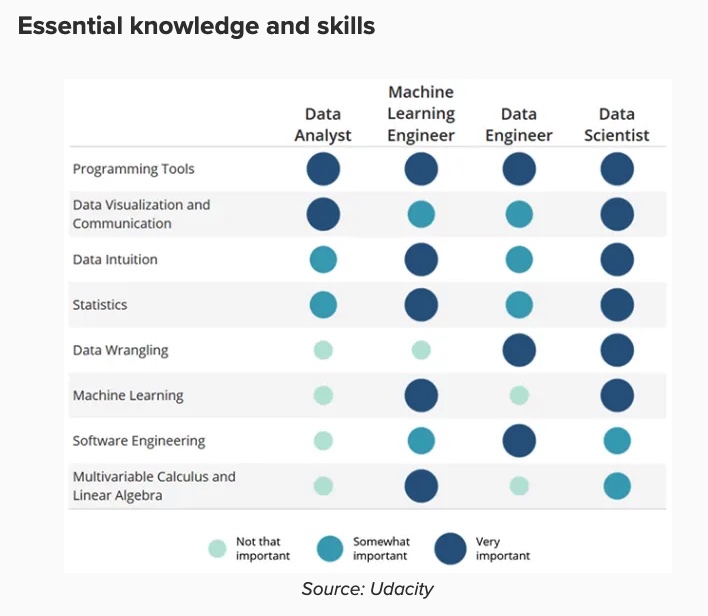 Essential knowledge and skills
Data
Analyst
Machine
Learning
Engineer
Data
Engineer
Data
Scientist
Programming Tools
Data Visualization and
Communication
Data Intuition
Statistics
Data Wrangling
Machine Learning
Software Engineering
Multivariable Calculus and
Linear Algebra
Not that
important
Somewhat
important
Very
important
Source: Udacity